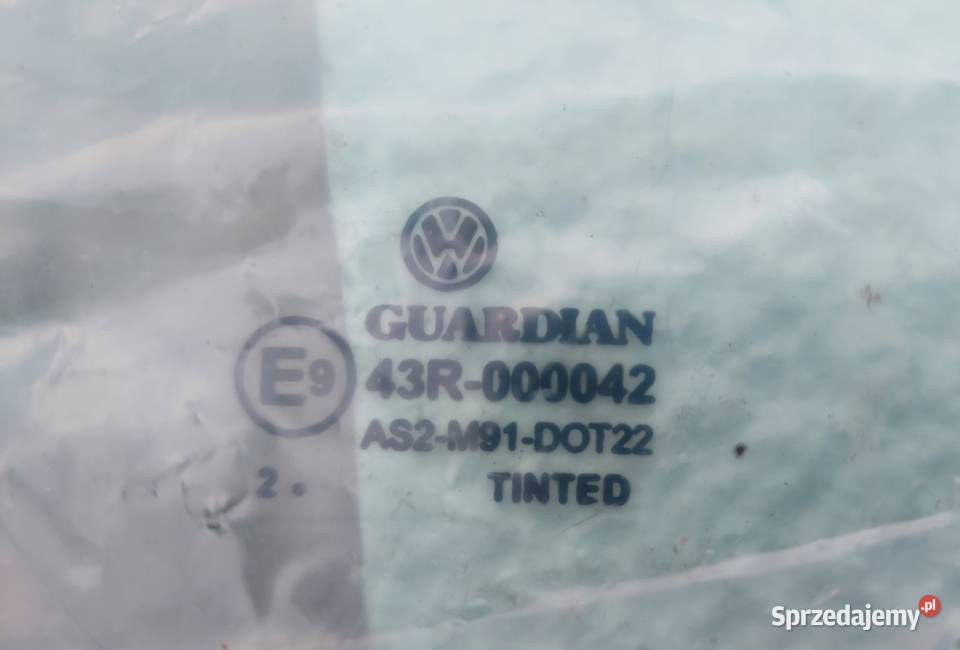 GUARDIAN
E9 43R-000042
AS2-M91-DOT22
2 . TINTED
Sprzedajemy.pl